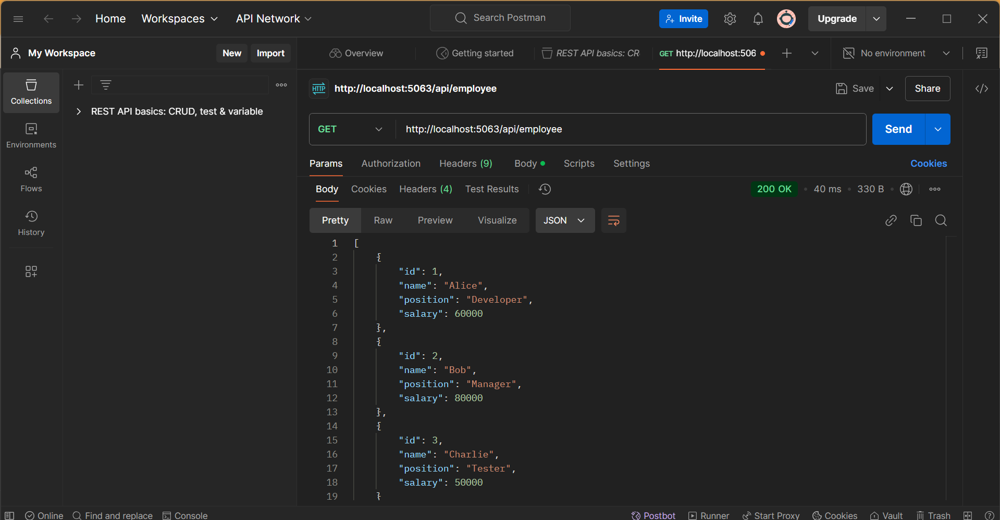 Home Workspaces API Network Search Postman Invite Upgrade
My Workspace New Import Overview Getting started REST API basics: CR GET http://localhost:506 No environment
HTTP http://localhost:5063/api/employee Save Share
Collections
REST API basics: CRUD, test & variable
GET http://localhost:5063/api/employee Send
Environments
Params Authorization Headers (9) Body Scripts Settings Cookies
Flows
Body Cookies Headers (4) Test Results 200 OK 40 ms 330 B
History
Pretty Raw Preview Visualize JSON
1 [
2 {
3 "id": 1,
4 "name": "Alice",
5 "position": "Developer",
6 "salary": 60000
7 },
8 {
9 "id": 2,
10 "name": "Bob",
11 "position": "Manager",
12 "salary": 80000
13 },
14 {
15 "id": 3,
16 "name": "Charlie",
17 "position": "Tester",
18 "salary": 50000
19 }
Online Find and replace Console Postbot Runner Start Proxy Cookies Vault Trash